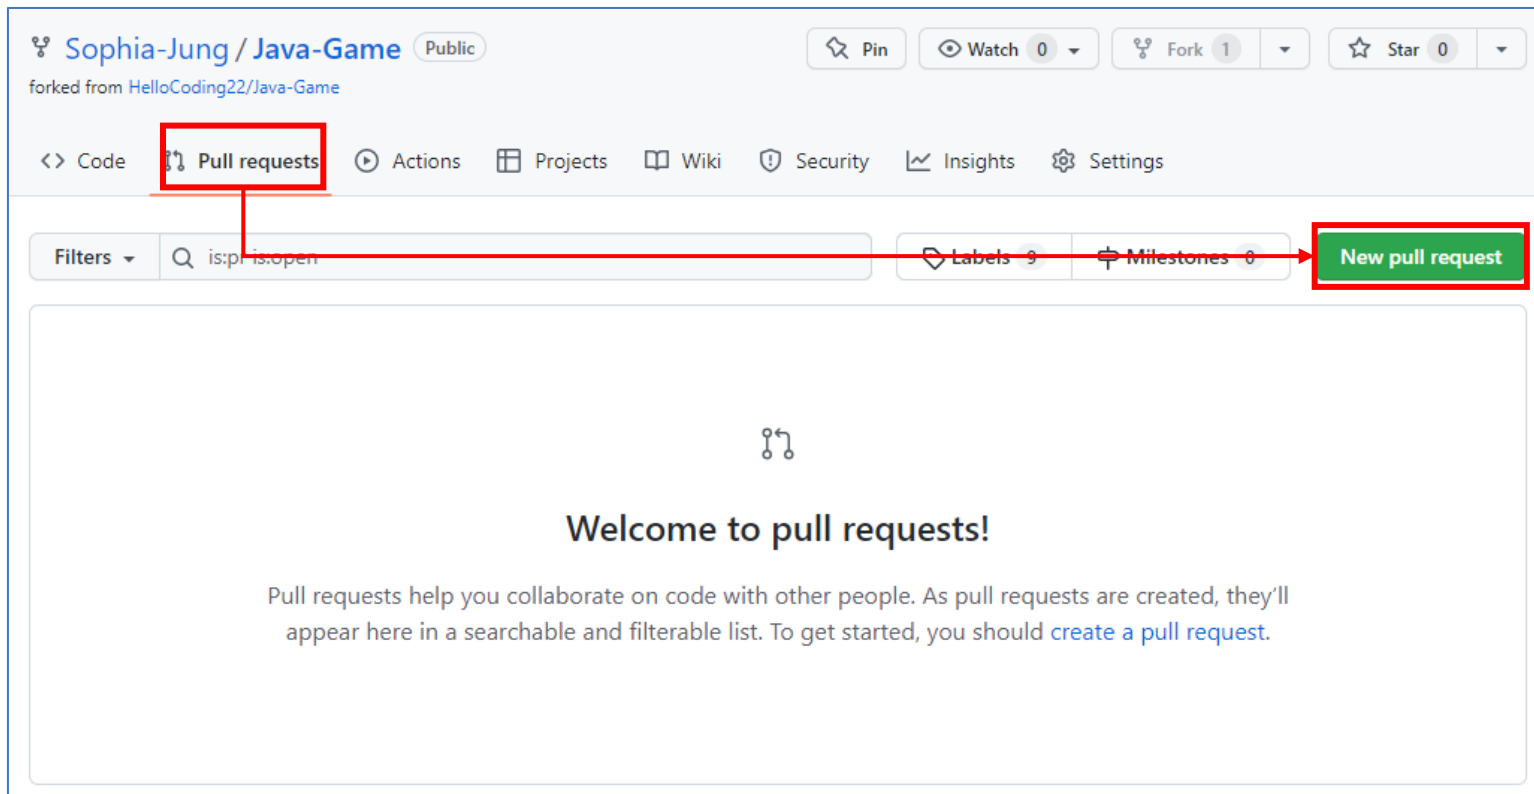 Sophia-Jung / Java-Game Public Pin Watch 0 Fork 1 Star 0
forked from HelloCoding22/Java-Game
<> Code Pull requests Actions Projects Wiki Security Insights Settings
Filters is:pr is:open Labels 9 Milestones 0 New pull request
Welcome to pull requests!
Pull requests help you collaborate on code with other people. As pull requests are created, they’ll
appear here in a searchable and filterable list. To get started, you should create a pull request.